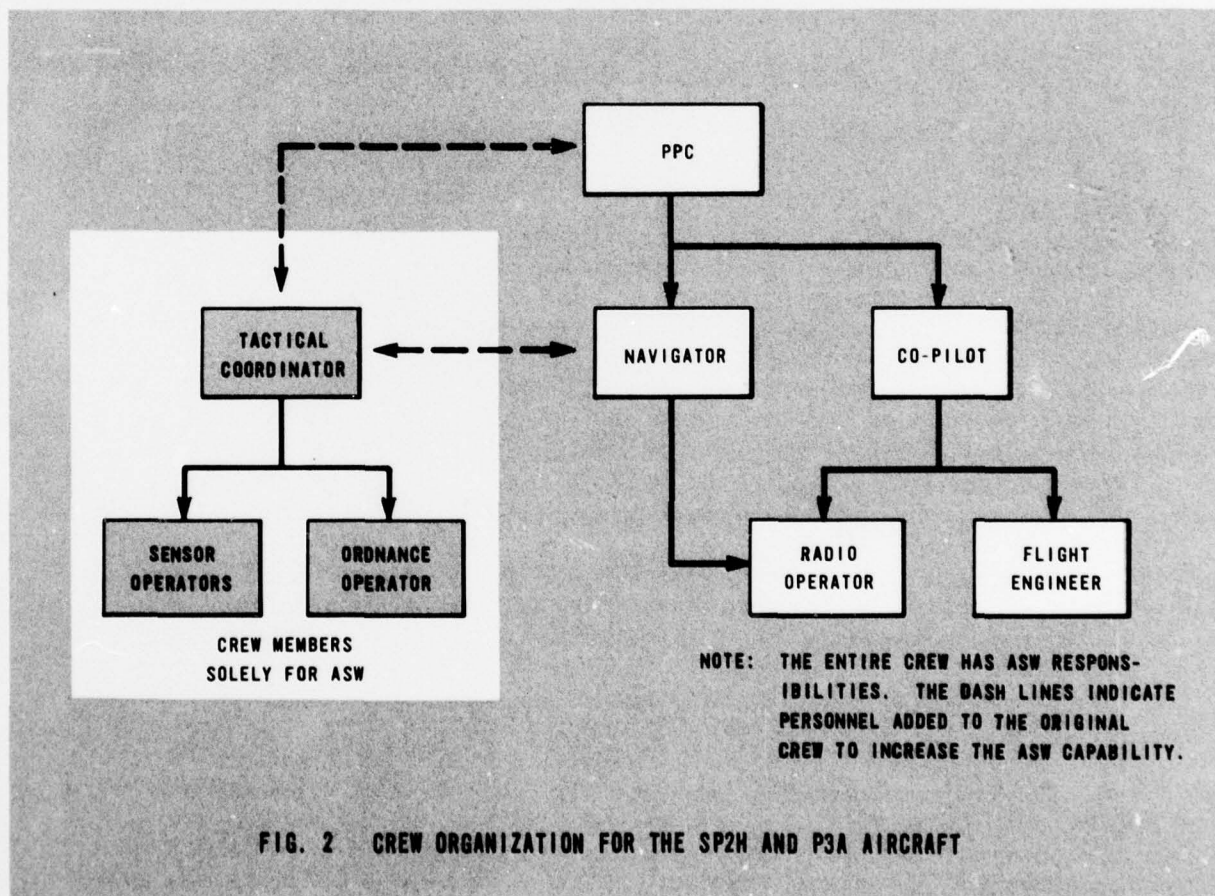 PPC
TACTICAL
COORDINATOR
NAVIGATOR
CO-PILOT
SENSOR
OPERATORS
ORDNANCE
OPERATOR
RADIO
OPERATOR
FLIGHT
ENGINEER
CREW MEMBERS
SOLELY FOR ASW
NOTE: THE ENTIRE CREW HAS ASW RESPONS-
IBILITIES. THE DASH LINES INDICATE
PERSONNEL ADDED TO THE ORIGINAL
CREW TO INCREASE THE ASW CAPABILITY.
FIG. 2 CREW ORGANIZATION FOR THE SP2H AND P3A AIRCRAFT